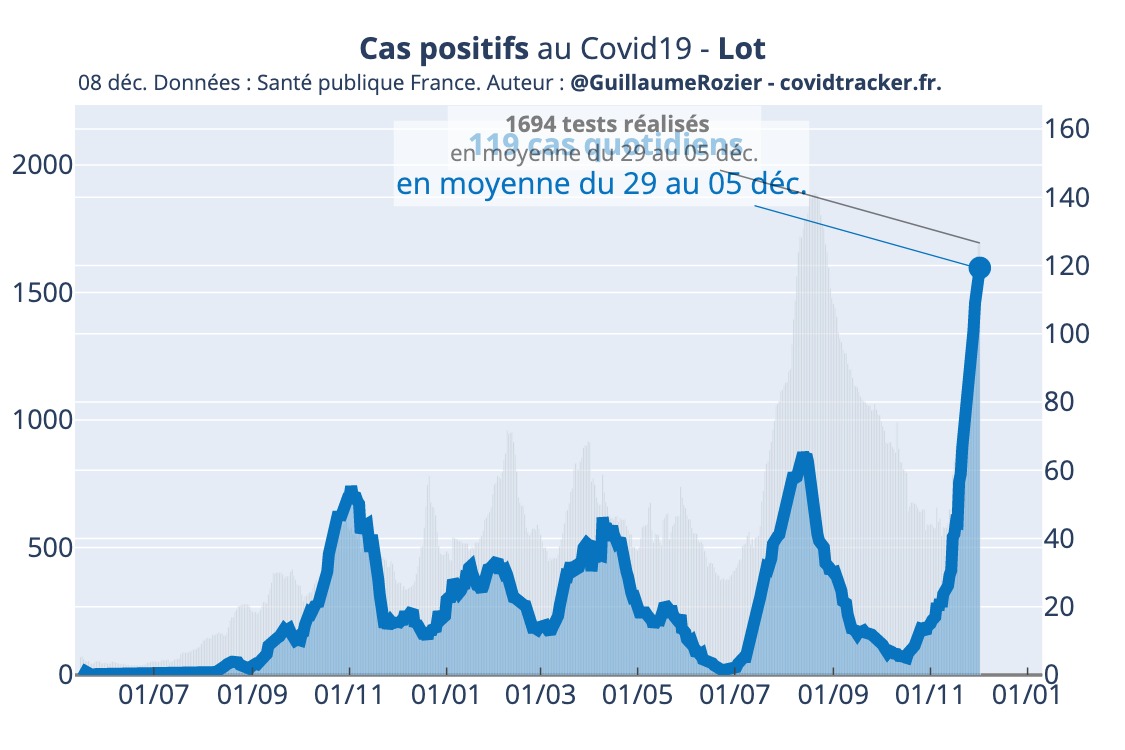 Cas positifs au Covid19 - Lot
08 déc. Données : Santé publique France. Auteur : @GuillaumeRozier - covidtracker.fr.
1694 tests réalisés
119 cas quotidiens
en moyenne du 29 au 05 déc.
en moyenne du 29 au 05 déc.
2000
1500
1000
500
0
160
140
120
100
80
60
40
20
0
01/07 01/09 01/11 01/01 01/03 01/05 01/07 01/09 01/11 01/01